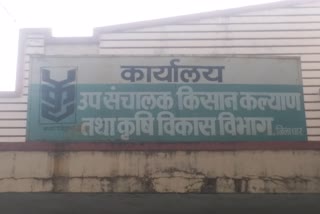 कार्यालय
उप संचालक किसान कल्याण
तथा कृषि विकास विभाग